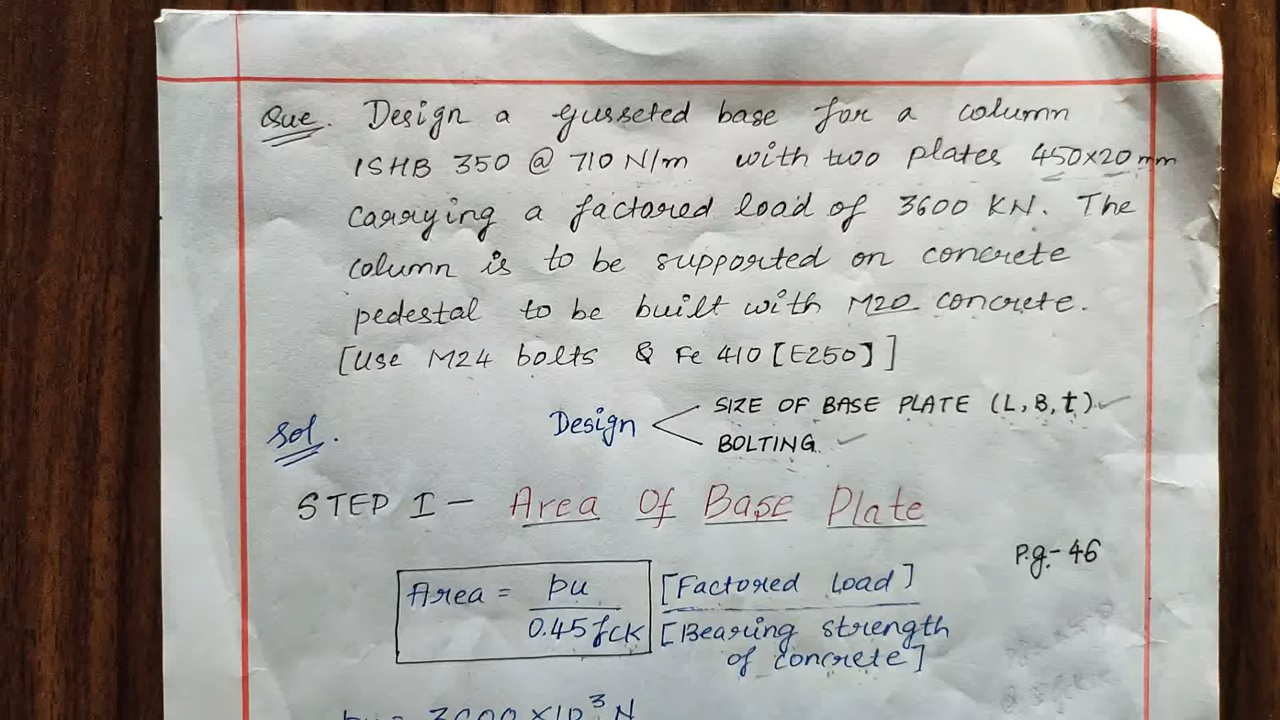 Que. Design a gusseted base for a column
ISHB 350 @ 710 N/m with two plates 450×20 mm
carrying a factored load of 3600 KN. The
column is to be supported on concrete
pedestal to be built with M20 concrete.
[Use M24 bolts & Fe 410 [E250]]
Sol. Design
SIZE OF BASE PLATE (L, B, t)
BOLTING
STEP I - Area Of Base Plate
P.g.- 46
Area = pu / 0.45 fck
[Factored Load]
[Bearing strength
of concrete]
pu = 3600 × 10³ N